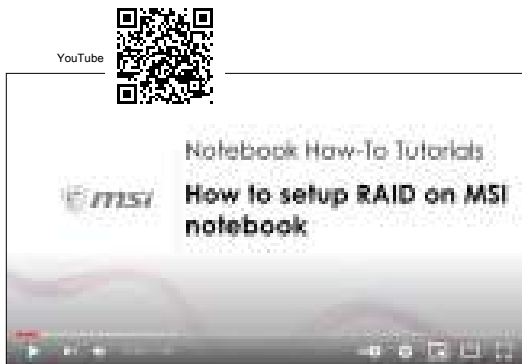 YouTube
Notebook How-To Tutorials
msi
How to setup RAID on MSI
notebook